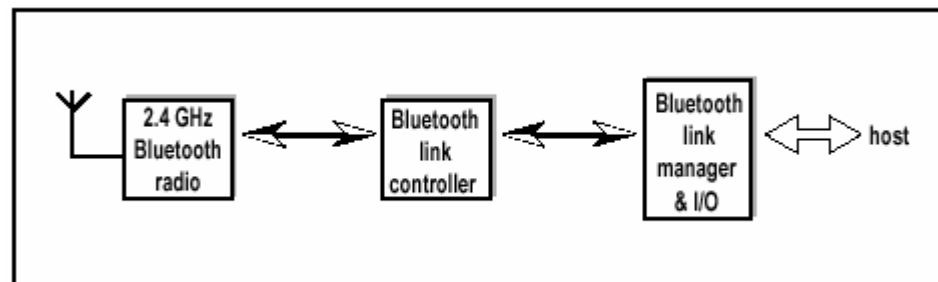 2.4 GHz
Bluetooth
radio
Bluetooth
link
controller
Bluetooth
link
manager
& I/O
host